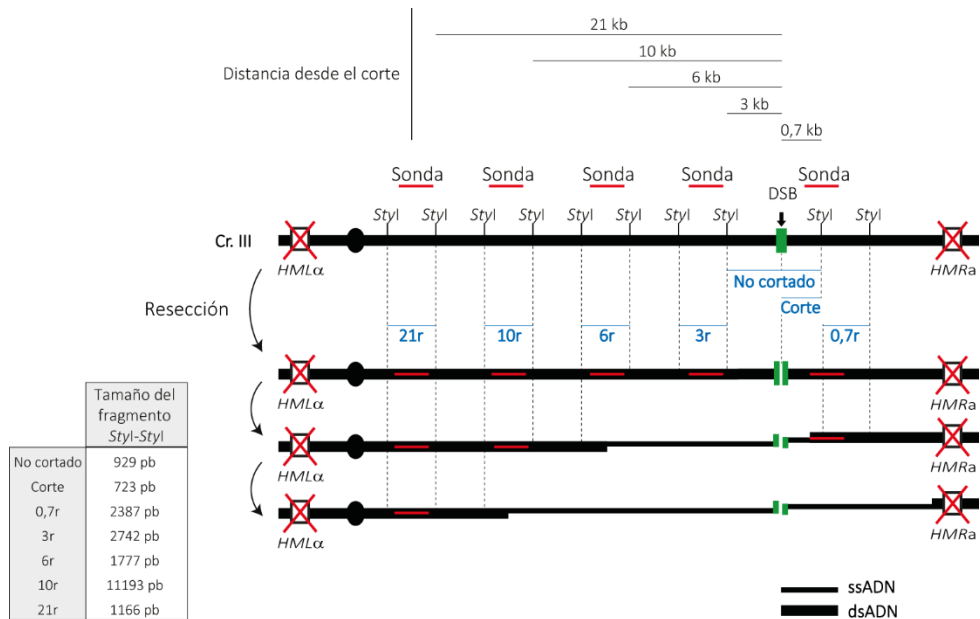 21 kb
10 kb
Distancia desde el corte
6 kb
3 kb
0,7 kb
Sonda Sonda Sonda Sonda Sonda
DSB
StyI StyI StyI StyI StyI StyI StyI StyI StyI StyI
Cr. III
HMLα HMRa
No cortado
Corte
Resección
21r 10r 6r 3r 0,7r
HMLα HMRa
HMLα HMRa
HMLα HMRa
Tamaño del
fragmento
StyI-StyI
No cortado 929 pb
Corte 723 pb
0,7r 2387 pb
3r 2742 pb
6r 1777 pb
10r 11193 pb
21r 1166 pb
ssADN
dsADN